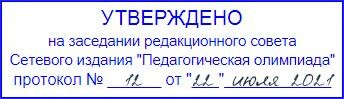 УТВЕРЖДЕНО
на заседании редакционного совета
Сетевого издания "Педагогическая олимпиада"
протокол № 12 от "22" июля 2021